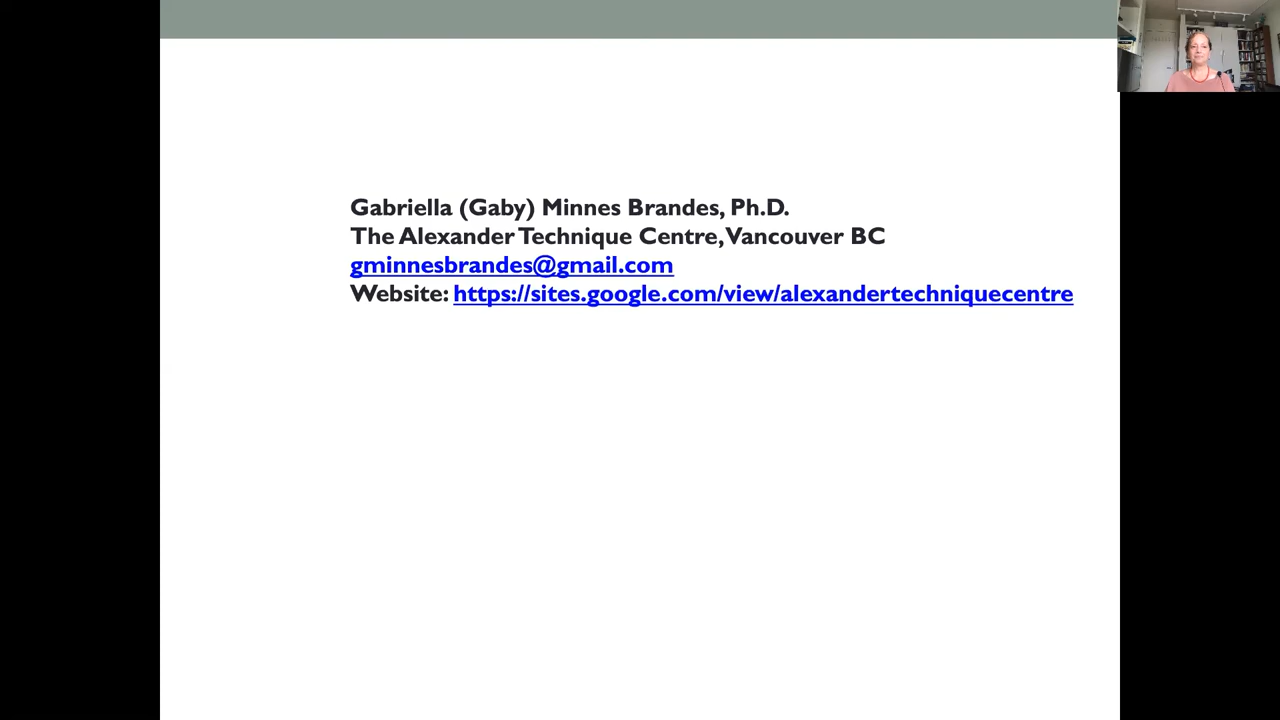 Gabriella (Gaby) Minnes Brandes, Ph.D.
The Alexander Technique Centre, Vancouver BC
gminnesbrandes@gmail.com
Website: https://sites.google.com/view/alexandertechniquecentre